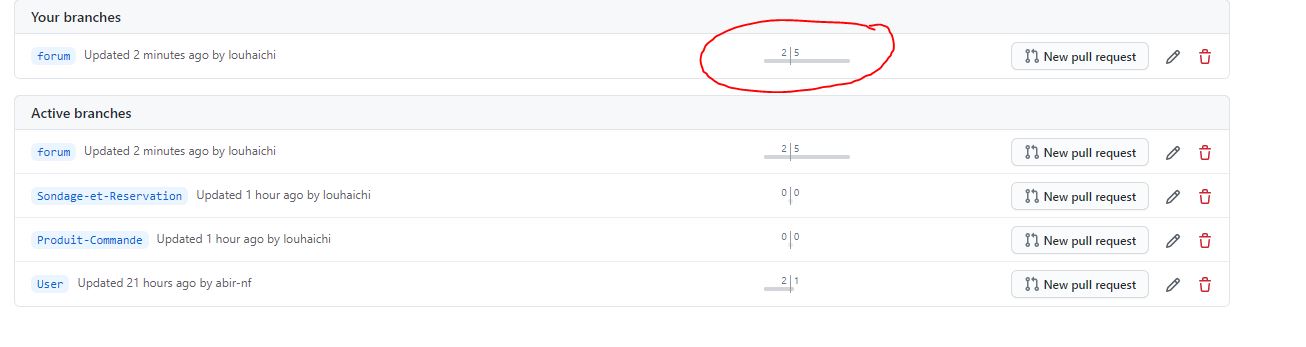 Your branches
forum Updated 2 minutes ago by louhaichi 2 5 New pull request
Active branches
forum Updated 2 minutes ago by louhaichi 2 5 New pull request
Sondage-et-Reservation Updated 1 hour ago by louhaichi 0 0 New pull request
Produit-Commande Updated 1 hour ago by louhaichi 0 0 New pull request
User Updated 21 hours ago by abir-nf 2 1 New pull request